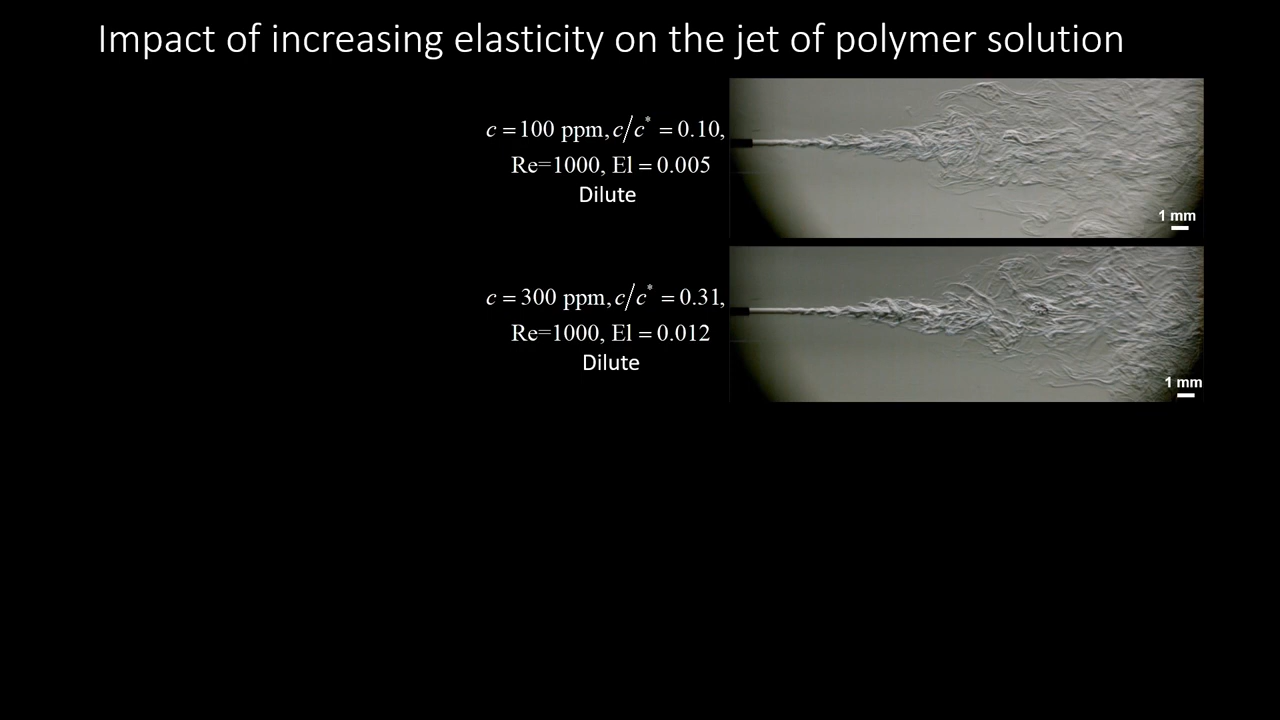 Impact of increasing elasticity on the jet of polymer solution
c = 100 ppm, c/c* = 0.10,
Re=1000, El = 0.005
Dilute
1 mm
c = 300 ppm, c/c* = 0.31,
Re=1000, El = 0.012
Dilute
1 mm